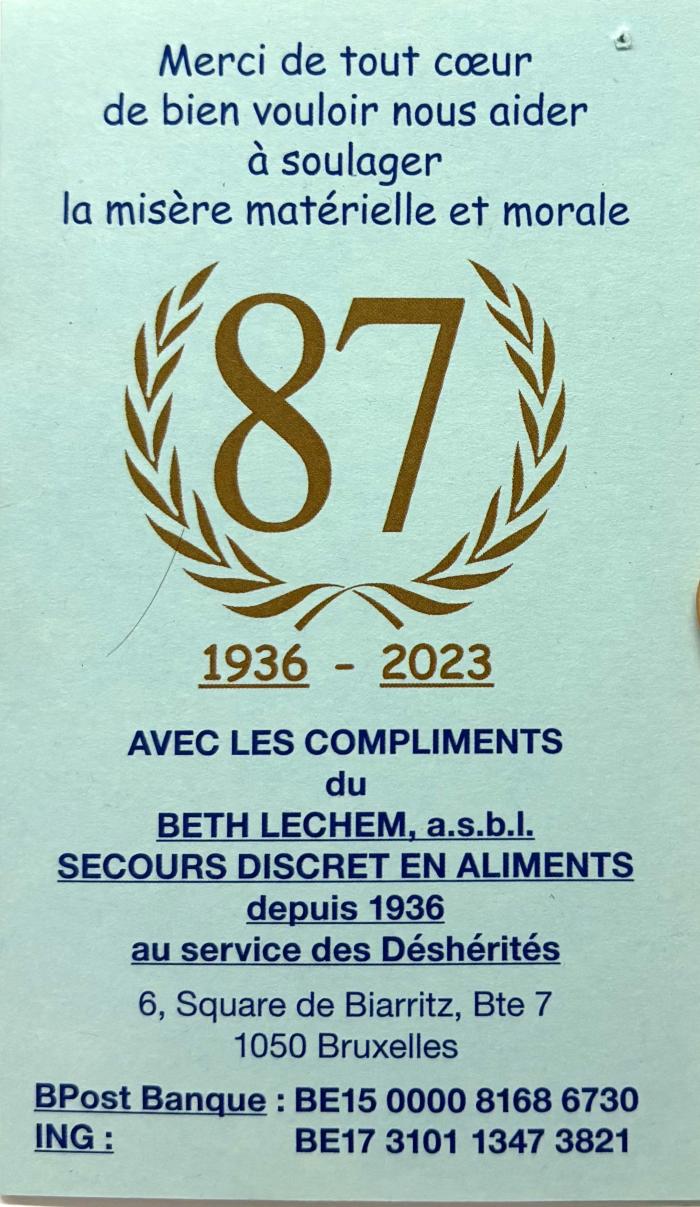 Merci de tout cœur
de bien vouloir nous aider
à soulager
la misère matérielle et morale
87
1936 - 2023
AVEC LES COMPLIMENTS
du
BETH LECHEM, a.s.b.l.
SECOURS DISCRET EN ALIMENTS
depuis 1936
au service des Déshérités
6, Square de Biarritz, Bte 7
1050 Bruxelles
BPost Banque : BE15 0000 8168 6730
ING : BE17 3101 1347 3821